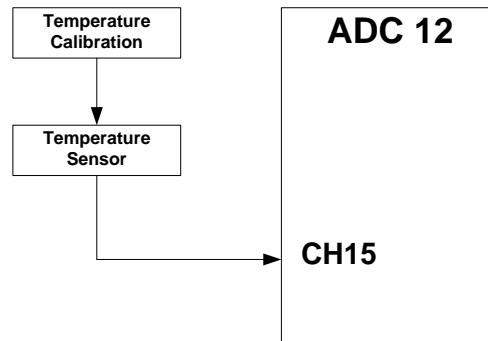 Temperature
Calibration
ADC 12
Temperature
Sensor
CH15